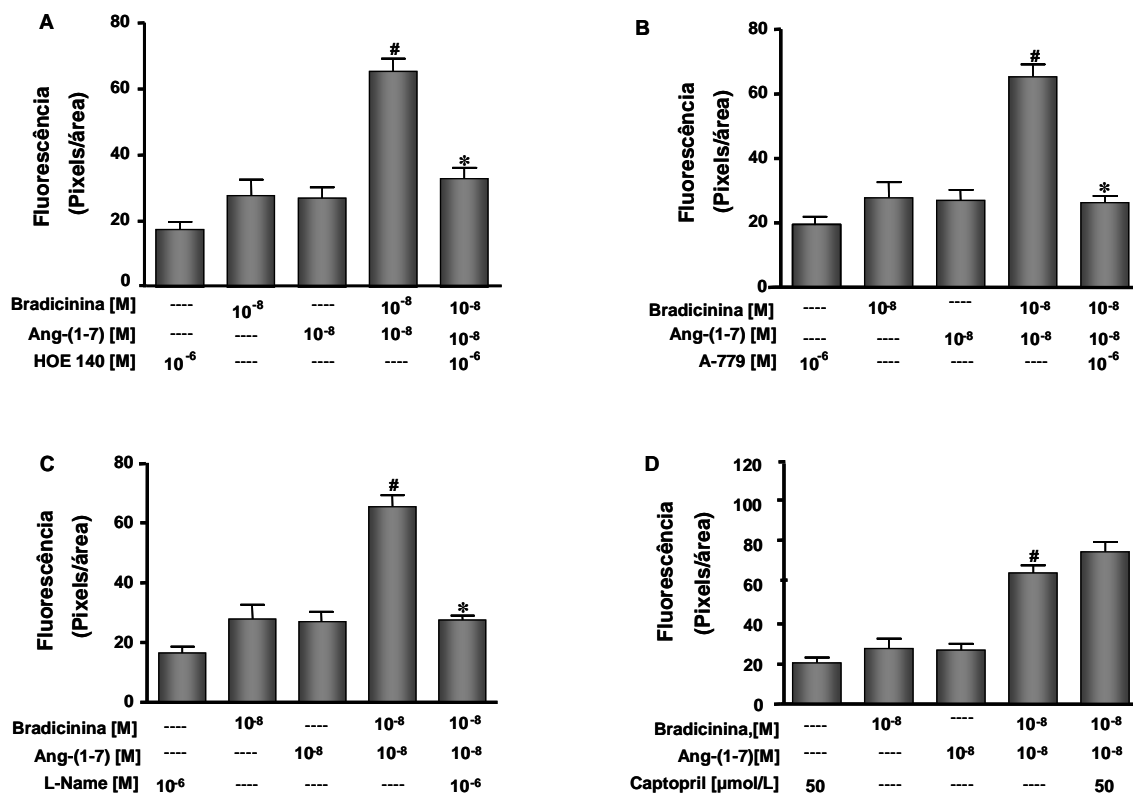 A
Fluorescência
(Pixels/área)
80
60
40
20
0
#
*
Bradicinina [M] ---- 10-8 ---- 10-8 10-8
Ang-(1-7) [M] ---- ---- 10-8 10-8 10-8
HOE 140 [M] 10-6 ---- ---- ---- 10-6
B
Fluorescência
(Pixels/área)
80
60
40
20
0
#
*
Bradicinina [M] ---- 10-8 ---- 10-8 10-8
Ang-(1-7) [M] ---- ---- 10-8 10-8 10-8
A-779 [M] 10-6 ---- ---- ---- 10-6
C
Fluorescência
(Pixels/área)
80
60
40
20
0
#
*
Bradicinina [M] ---- 10-8 ---- 10-8 10-8
Ang-(1-7) [M] ---- ---- 10-8 10-8 10-8
L-Name [M] 10-6 ---- ---- ---- 10-6
D
Fluorescência
(Pixels/área)
120
100
80
60
40
20
0
#
Bradicinina,[M] ---- 10-8 ---- 10-8 10-8
Ang-(1-7)[M] ---- ---- 10-8 10-8 10-8
Captopril [µmol/L] 50 ---- ---- ---- 50